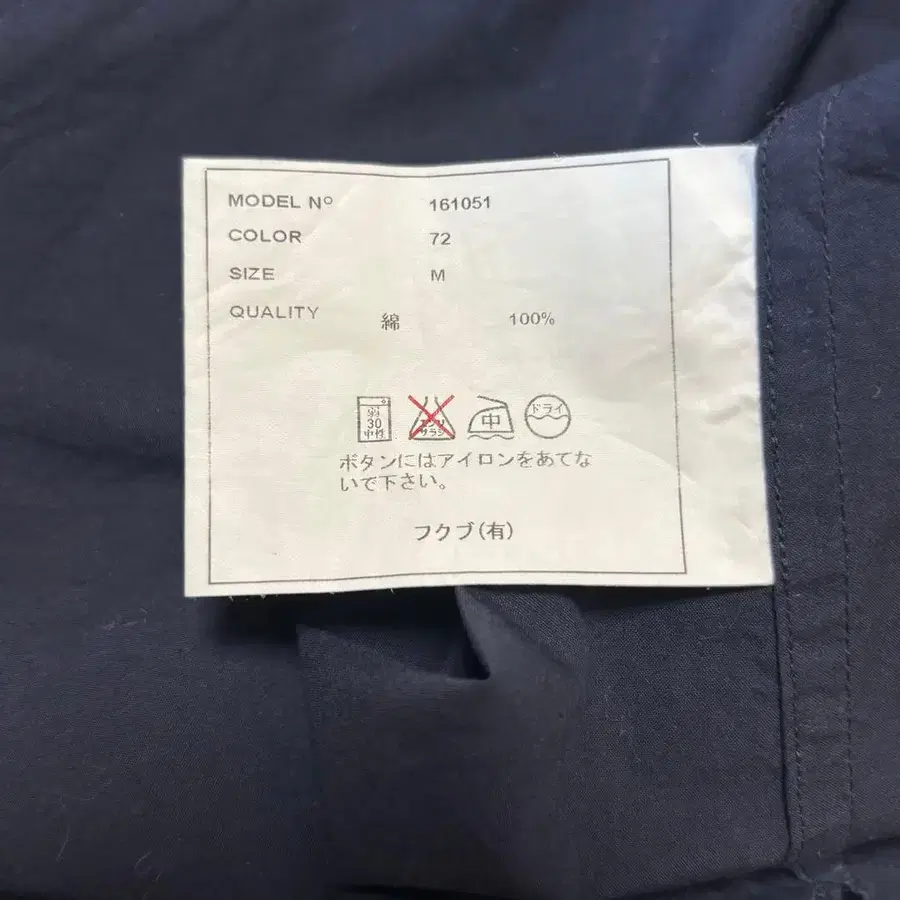 MODEL Nº 161051
COLOR 72
SIZE M
QUALITY
綿 100%
弱
30
中性
エンソ
サラシ
中
ドライ
ボタンにはアイロンをあてな
いで下さい。
フクブ(有)